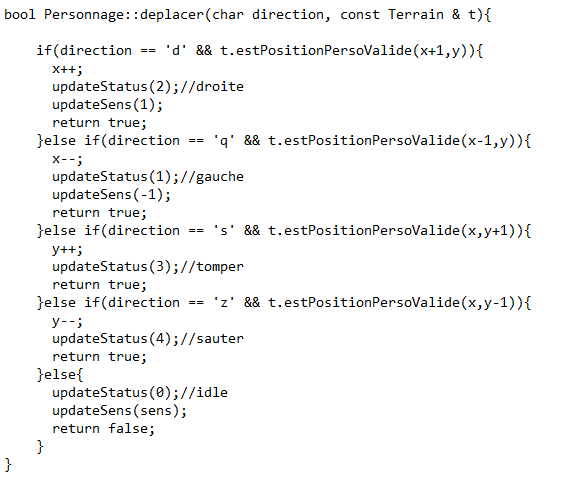 bool Personnage::deplacer(char direction, const Terrain & t){
if(direction == 'd' && t.estPositionPersoValide(x+1,y)){
x++;
updateStatus(2);//droite
updateSens(1);
return true;
}else if(direction == 'q' && t.estPositionPersoValide(x-1,y)){
x--;
updateStatus(1);//gauche
updateSens(-1);
return true;
}else if(direction == 's' && t.estPositionPersoValide(x,y+1)){
y++;
updateStatus(3);//tomper
return true;
}else if(direction == 'z' && t.estPositionPersoValide(x,y-1)){
y--;
updateStatus(4);//sauter
return true;
}else{
updateStatus(0);//idle
updateSens(sens);
return false;
}
}